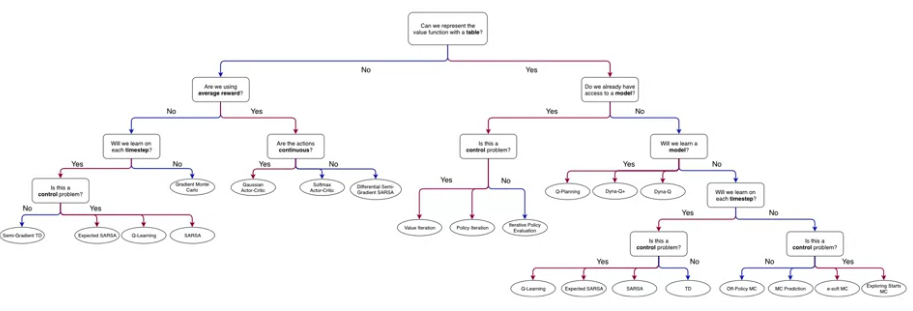 Can we represent the
value function with a table?
No
Yes
Are we using
average reward?
Do we already have
access to a model?
No
Yes
Yes
No
Will we learn on
each timestep?
Are the actions
continuous?
Is this a
control problem?
Will we learn a
model?
Yes
No
Yes
No
Yes
No
Yes
No
Is this a
control problem?
Gradient Monte
Carlo
Gaussian
Actor-Critic
Softmax
Actor-Critic
Differential Semi-
Gradient SARSA
Q-Planning
Dyna-Q+
Dyna-Q
Will we learn on
each timestep?
No
Yes
Yes
No
Semi-Gradient TD
Expected SARSA
Q-Learning
SARSA
Value Iteration
Policy Iteration
Iterative Policy
Evaluation
Is this a
control problem?
Is this a
control problem?
Yes
No
No
Yes
Q-Learning
Expected SARSA
SARSA
TD
Off-Policy MC
MC Prediction
e-soft MC
Exploring Starts
MC